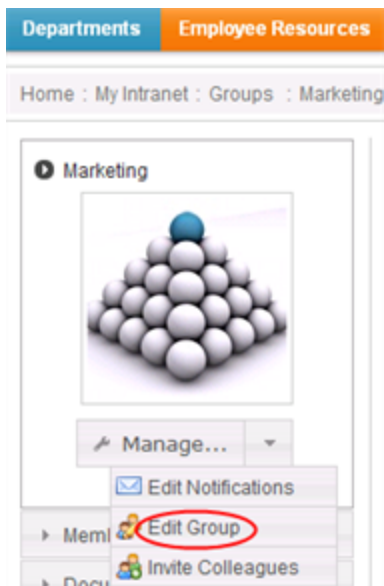 Departments Employee Resources
Home : My Intranet : Groups : Marketing
Marketing
Manage...
Edit Notifications
Edit Group
Invite Colleagues